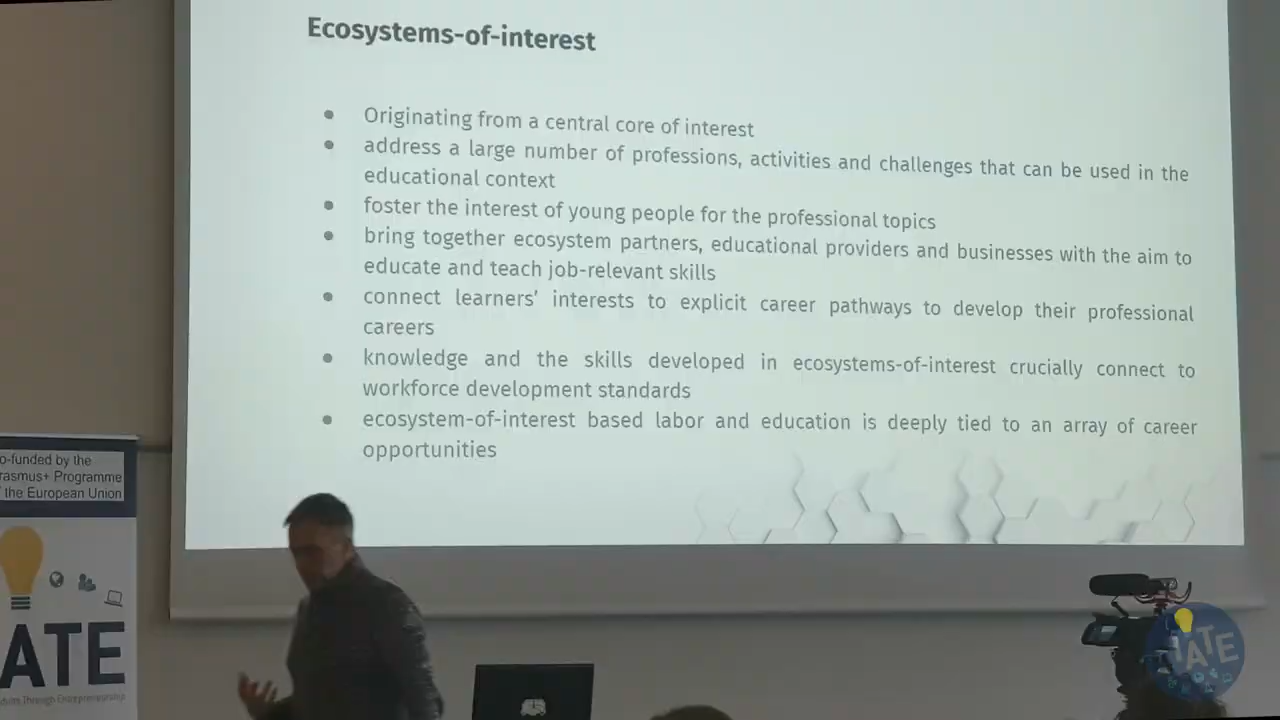 Ecosystems-of-interest
Originating from a central core of interest
address a large number of professions, activities and challenges that can be used in the
educational context
foster the interest of young people for the professional topics
bring together ecosystem partners, educational providers and businesses with the aim to
educate and teach job-relevant skills
connect learners' interests to explicit career pathways to develop their professional
careers
knowledge and the skills developed in ecosystems-of-interest crucially connect to
workforce development standards
ecosystem-of-interest based labor and education is deeply tied to an array of career
opportunities
o-funded by the
rasmus+ Programme
the European Union
ATE
Through Entrepreneurship